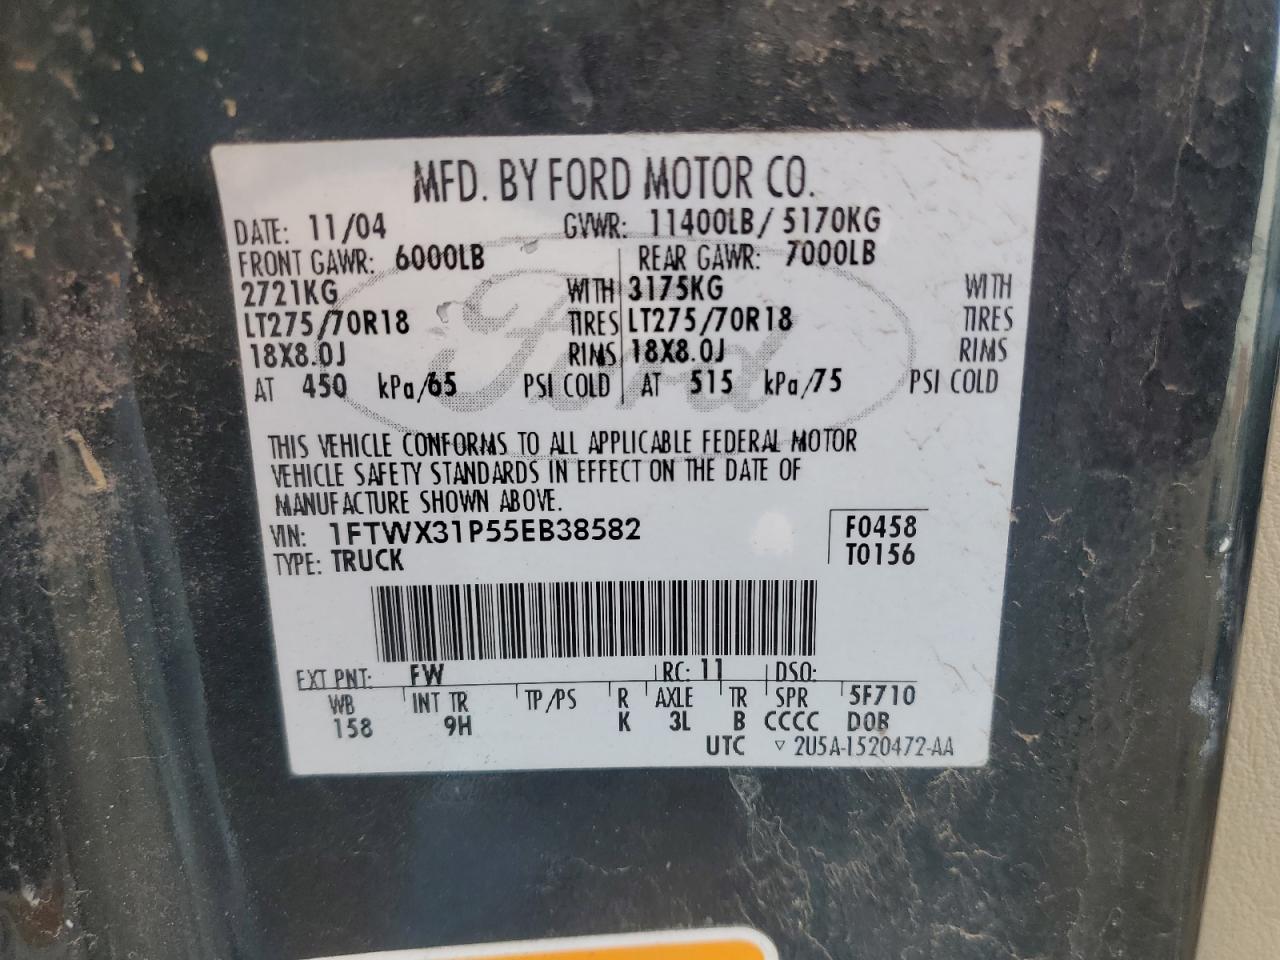 MFD. BY FORD MOTOR CO.
DATE: 11/04 GVWR: 11400LB/ 5170KG
FRONT GAWR: 6000LB REAR GAWR: 7000LB
2721KG WITH 3175KG WITH
LT275/70R18 TIRES LT275/70R18 TIRES
18X8.0J RIMS 18X8.0J RIMS
AT 450 kPa/65 PSI COLD AT 515 kPa/75 PSI COLD
Ford
THIS VEHICLE CONFORMS TO ALL APPLICABLE FEDERAL MOTOR
VEHICLE SAFETY STANDARDS IN EFFECT ON THE DATE OF
MANUFACTURE SHOWN ABOVE.
VIN: 1FTWX31P55EB38582 F0458
TYPE: TRUCK T0156
EXT PNT: FW RC: 11 DSO:
WB INT TR TP/PS R AXLE TR SPR 5F710
158 9H K 3L B CCCC DOB
UTC ▽ 2U5A-1520472-AA